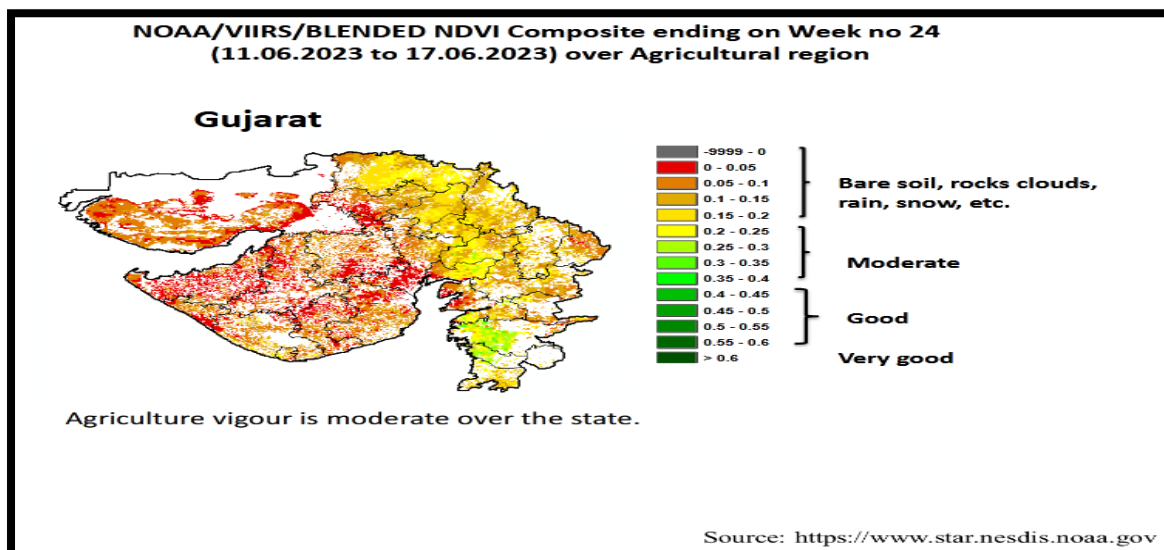 NOAA/VIIRS/BLENDED NDVI Composite ending on Week no 24
(11.06.2023 to 17.06.2023) over Agricultural region
Gujarat
-9999 - 0
0 - 0.05
0.05 - 0.1
0.1 - 0.15
0.15 - 0.2
0.2 - 0.25
0.25 - 0.3
0.3 - 0.35
0.35 - 0.4
0.4 - 0.45
0.45 - 0.5
0.5 - 0.55
0.55 - 0.6
> 0.6
Bare soil, rocks clouds,
rain, snow, etc.
Moderate
Good
Very good
Agriculture vigour is moderate over the state.
Source: https://www.star.nesdis.noaa.gov